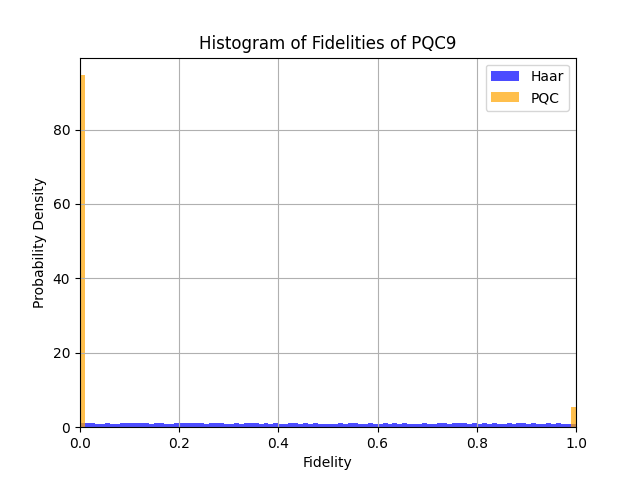 Histogram of Fidelities of PQC9
Haar
PQC
80
60
40
20
0
Probability Density
0.0 0.2 0.4 0.6 0.8 1.0
Fidelity